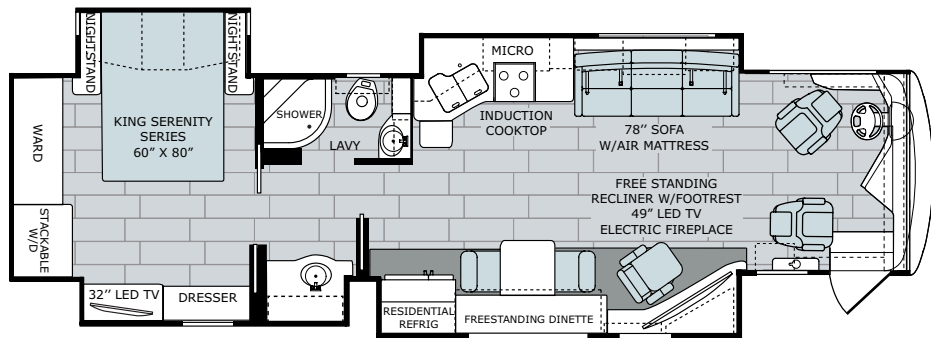 NIGHTSTAND
NIGHTSTAND
KING SERENITY
SERIES
60” X 80”
WARD
STACKABLE
W/D
32’’ LED TV
DRESSER
SHOWER
LAVY
MICRO
INDUCTION
COOKTOP
78’’ SOFA
W/AIR MATTRESS
FREE STANDING
RECLINER W/FOOTREST
49” LED TV
ELECTRIC FIREPLACE
RESIDENTIAL
REFRIG
FREESTANDING DINETTE